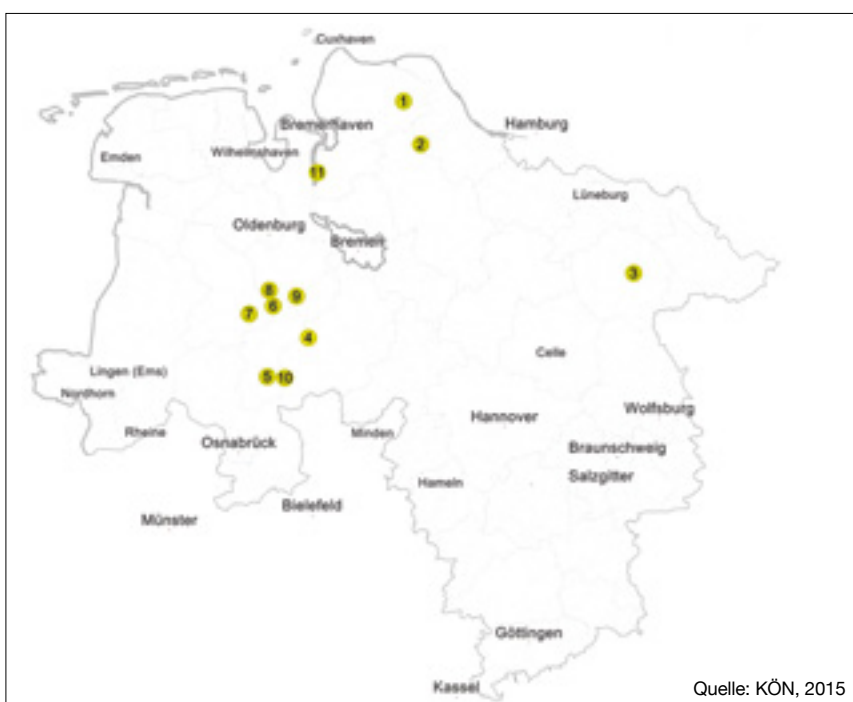 Cuxhaven
1
Bremerhaven
Hamburg
2
Wilhelmshaven
Emden
11
Lüneburg
Oldenburg
Bremen
3
8
9
6
7
4
Celle
Lingen (Ems)
5 10
Nordhorn
Wolfsburg
Hannover
Rheine
Minden
Osnabrück
Braunschweig
Salzgitter
Hameln
Bielefeld
Münster
Göttingen
Kassel
Quelle: KÖN, 2015